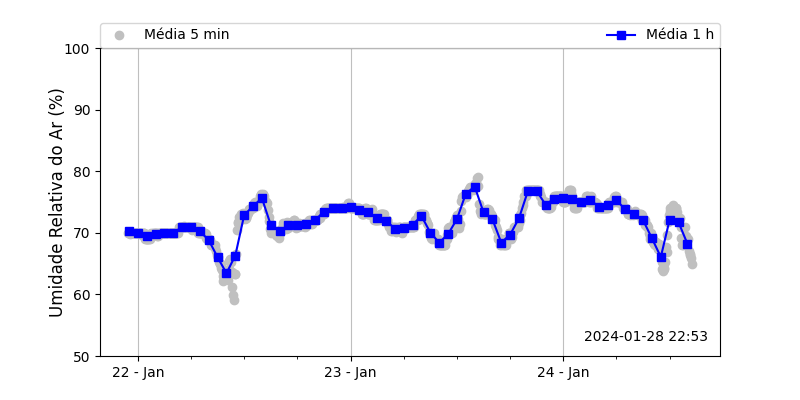 Média 5 min
Média 1 h
Umidade Relativa do Ar (%)
100
90
80
70
60
50
2024-01-28 22:53
22 - Jan
23 - Jan
24 - Jan